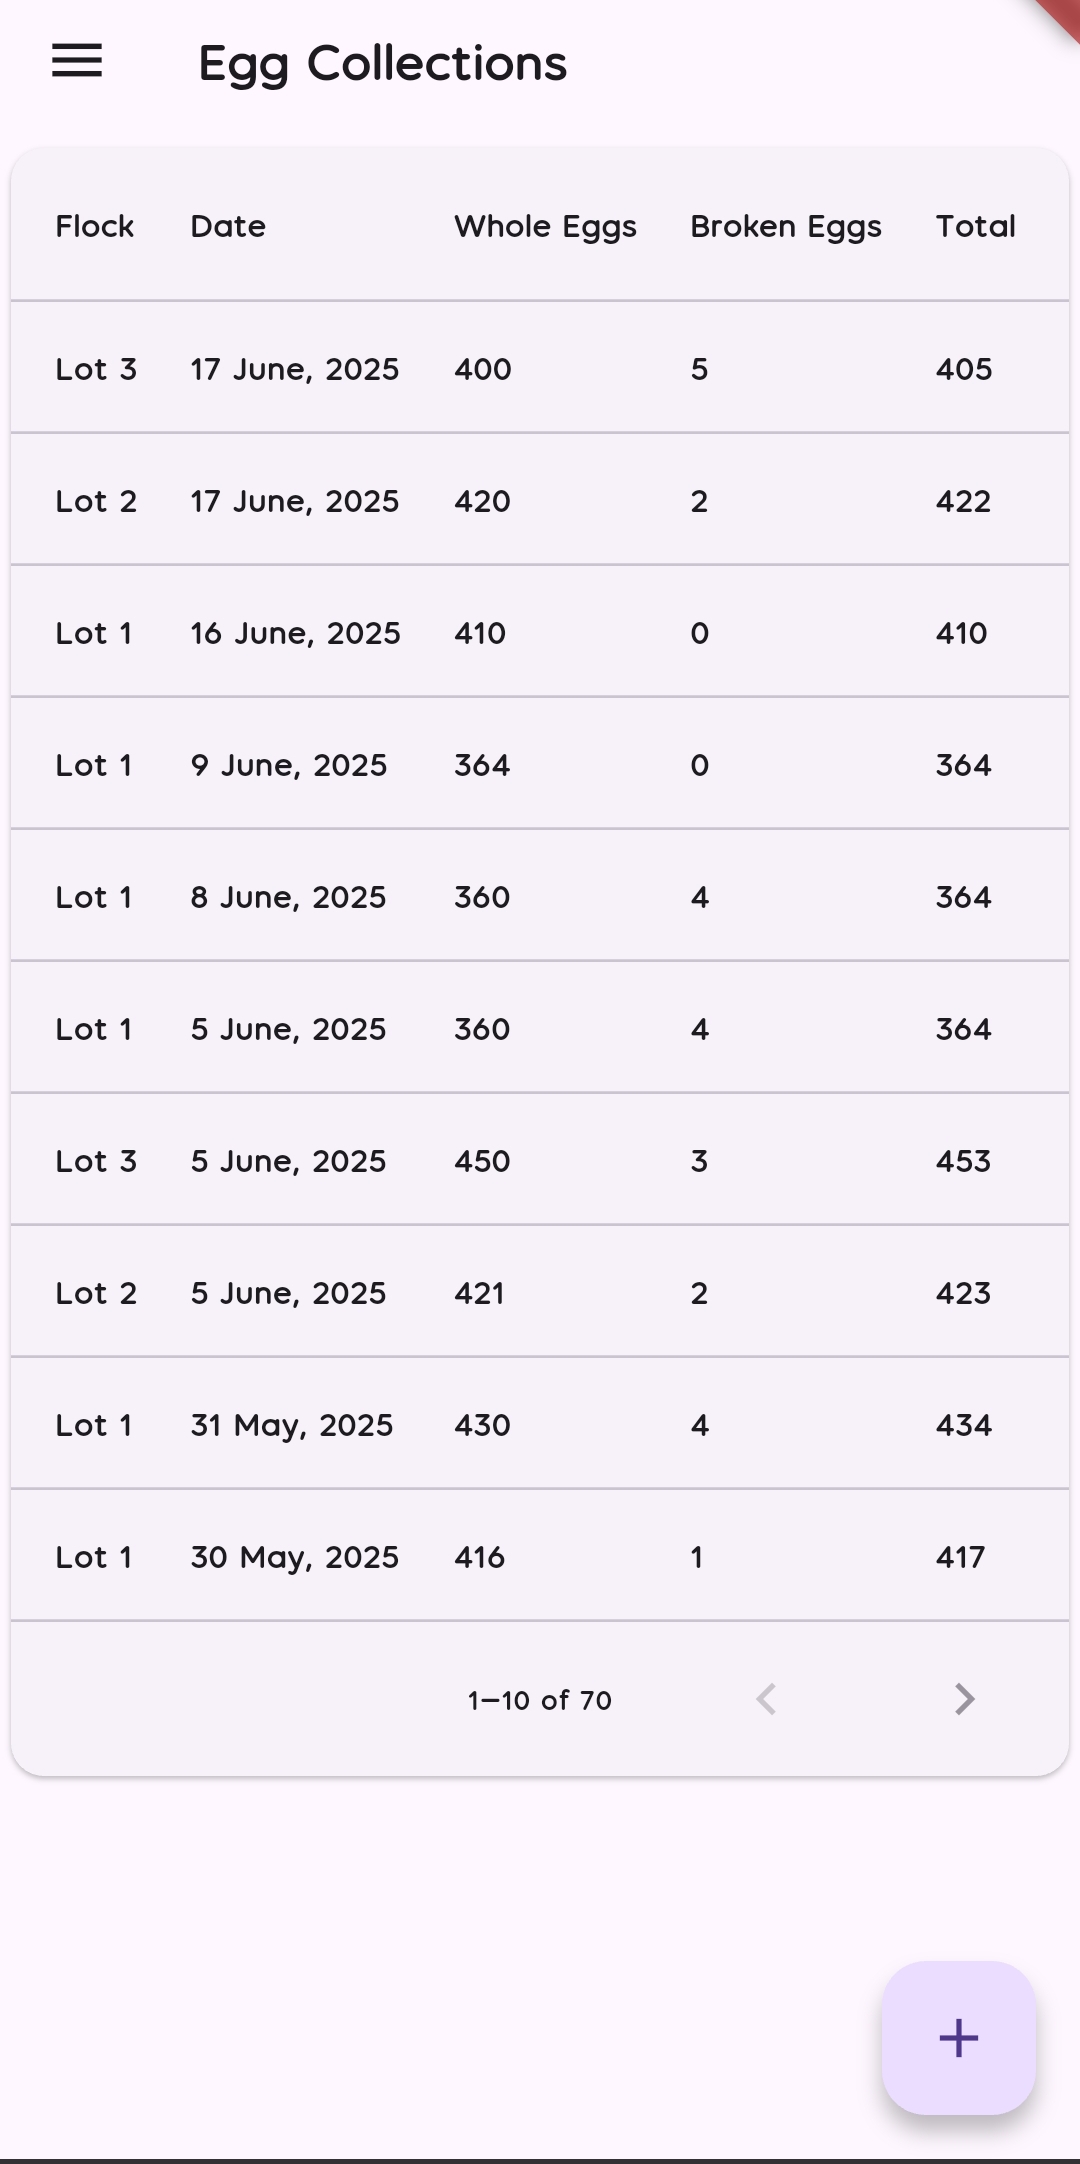 Egg Collections
Flock Date Whole Eggs Broken Eggs Total
Lot 3 17 June, 2025 400 5 405
Lot 2 17 June, 2025 420 2 422
Lot 1 16 June, 2025 410 0 410
Lot 1 9 June, 2025 364 0 364
Lot 1 8 June, 2025 360 4 364
Lot 1 5 June, 2025 360 4 364
Lot 3 5 June, 2025 450 3 453
Lot 2 5 June, 2025 421 2 423
Lot 1 31 May, 2025 430 4 434
Lot 1 30 May, 2025 416 1 417
1–10 of 70